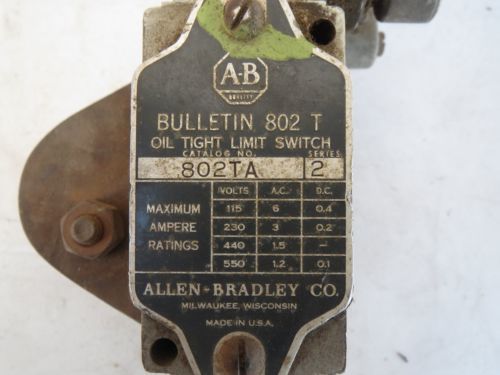 A-B
QUALITY
BULLETIN 802 T
OIL TIGHT LIMIT SWITCH
CATALOG NO. SERIES
802TA 2
VOLTS A.C. D.C.
MAXIMUM 115 6 0.4
AMPERE 230 3 0.2
RATINGS 440 1.5 -
550 1.2 0.1
ALLEN-BRADLEY CO.
MILWAUKEE, WISCONSIN
MADE IN U.S.A.